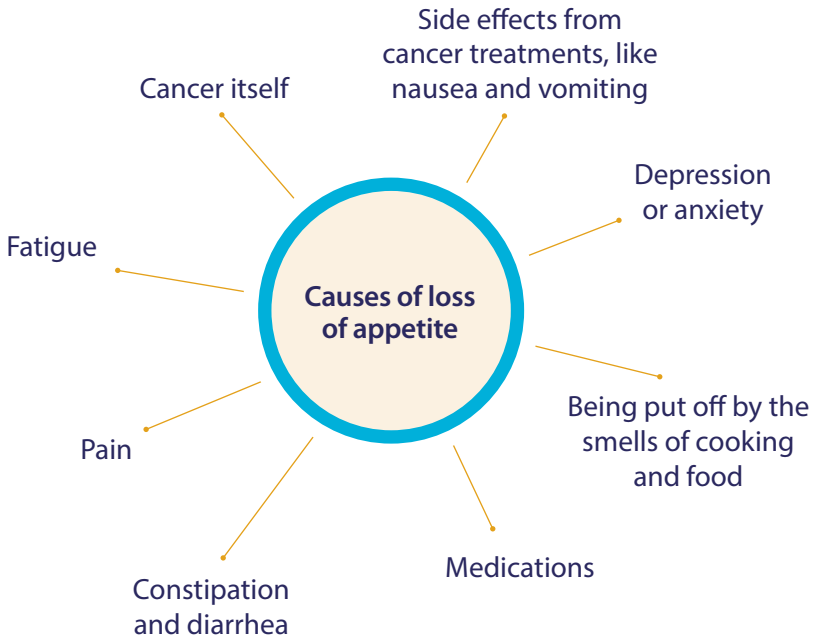 Side effects from
cancer treatments, like
nausea and vomiting
Cancer itself
Depression
or anxiety
Fatigue
Causes of loss
of appetite
Being put off by the
smells of cooking
and food
Pain
Medications
Constipation
and diarrhea